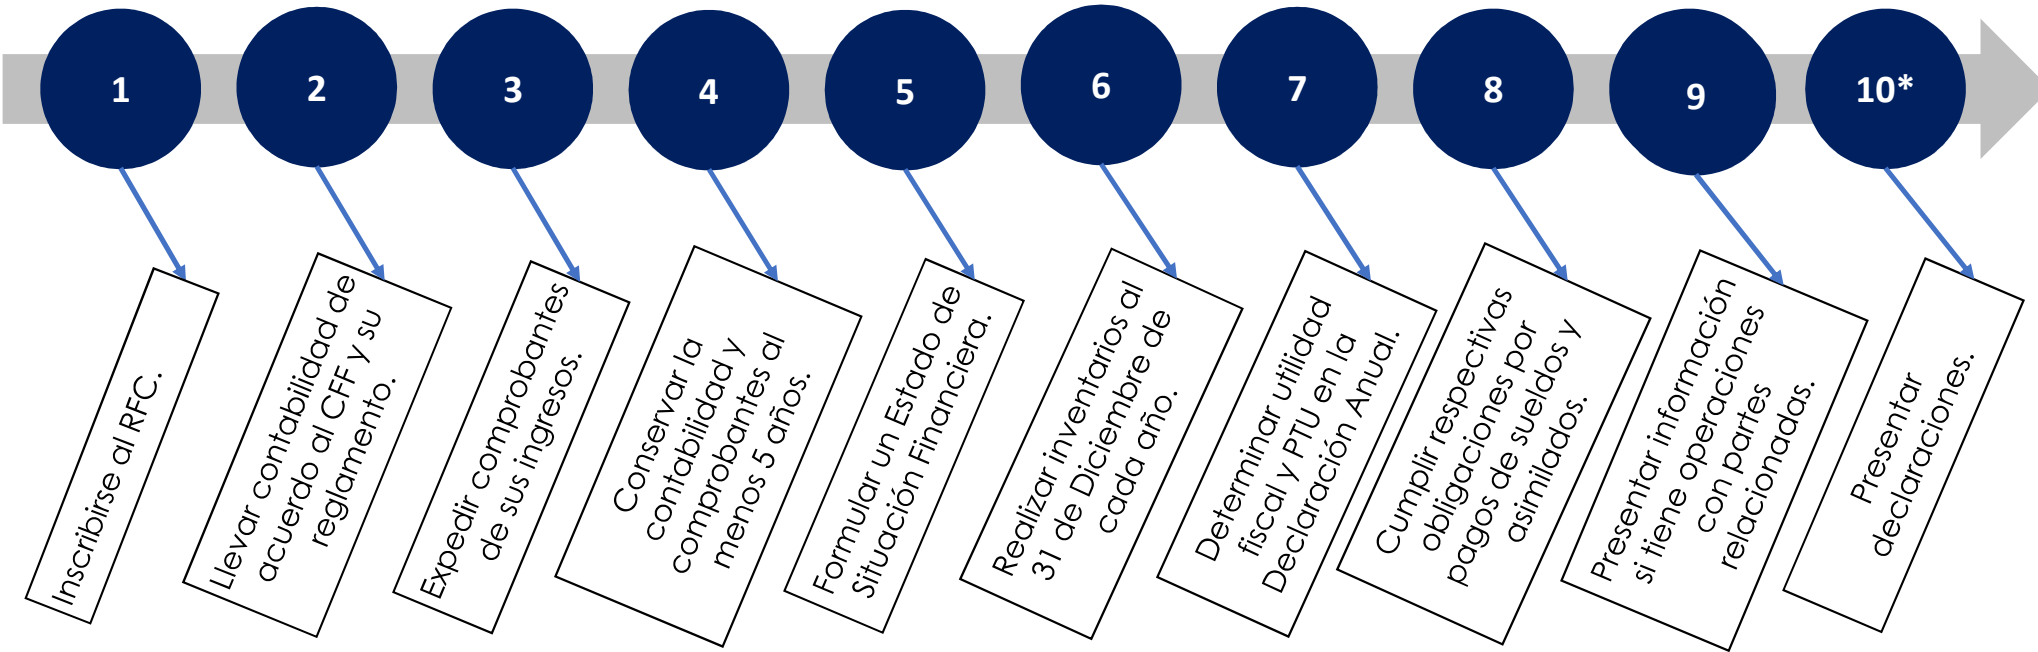 1
2
3
4
5
6
7
8
9
10*
Inscribirse al RFC.
Llevar contabilidad de
acuerdo al CFF y su
reglamento.
Expedir comprobantes
de sus ingresos.
Conservar la
contabilidad y
comprobantes al
menos 5 años.
Formular un Estado de
Situación Financiera.
Realizar inventarios al
31 de Diciembre de
cada año.
Determinar utilidad
fiscal y PTU en la
Declaración Anual.
Cumplir respectivas
obligaciones por
pagos de sueldos y
asimilados.
Presentar información
si tiene operaciones
con partes
relacionadas.
Presentar
declaraciones.